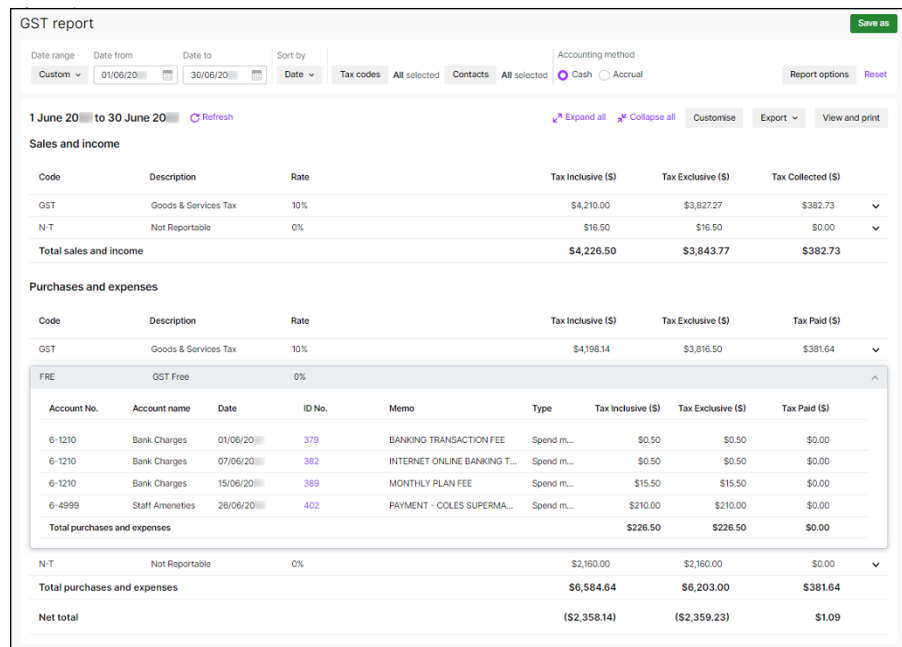 GST report
Save as
Date range Date from Date to Sort by Accounting method
Custom 01/06/20 30/06/20 Date Tax codes All selected Contacts All selected Cash Accrual Report options Reset
1 June 20 to 30 June 20 Refresh Expand all Collapse all Customise Export View and print
Sales and income
Code Description Rate Tax Inclusive ($) Tax Exclusive ($) Tax Collected ($)
GST Goods & Services Tax 10% $4,210.00 $3,827.27 $382.73
N-T Not Reportable 0% $16.50 $16.50 $0.00
Total sales and income $4,226.50 $3,843.77 $382.73
Purchases and expenses
Code Description Rate Tax Inclusive ($) Tax Exclusive ($) Tax Paid ($)
GST Goods & Services Tax 10% $4,198.14 $3,816.50 $381.64
FRE GST Free 0%
Account No. Account name Date ID No. Memo Type Tax Inclusive ($) Tax Exclusive ($) Tax Paid ($)
6-1210 Bank Charges 01/06/20 379 BANKING TRANSACTION FEE Spend m... $0.50 $0.50 $0.00
6-1210 Bank Charges 07/06/20 382 INTERNET ONLINE BANKING T... Spend m... $0.50 $0.50 $0.00
6-1210 Bank Charges 15/06/20 389 MONTHLY PLAN FEE Spend m... $15.50 $15.50 $0.00
6-4999 Staff Ameneties 26/06/20 402 PAYMENT - COLES SUPERMA... Spend m... $210.00 $210.00 $0.00
Total purchases and expenses $226.50 $226.50 $0.00
N-T Not Reportable 0% $2,160.00 $2,160.00 $0.00
Total purchases and expenses $6,584.64 $6,203.00 $381.64
Net total ($2,358.14) ($2,359.23) $1.09